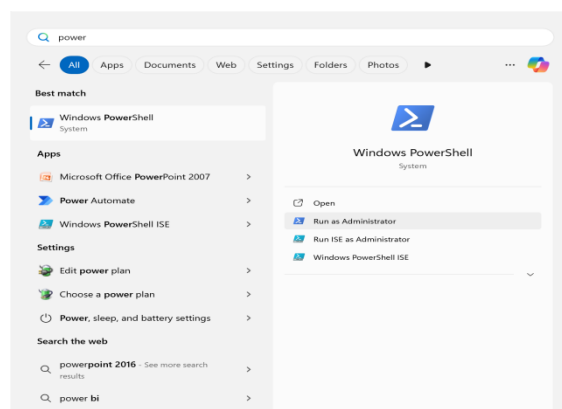 power
All Apps Documents Web Settings Folders Photos
Best match
Windows PowerShell
System
Apps
Microsoft Office PowerPoint 2007
Power Automate
Windows PowerShell ISE
Settings
Edit power plan
Choose a power plan
Power, sleep, and battery settings
Search the web
powerpoint 2016 - See more search
results
power bi
Windows PowerShell
System
Open
Run as Administrator
Run ISE as Administrator
Windows PowerShell ISE